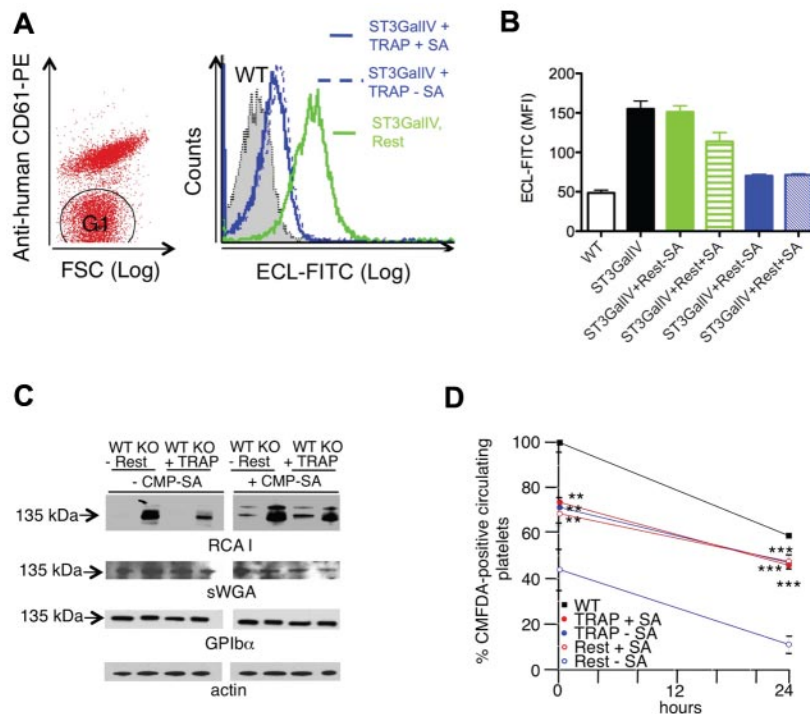 A
Anti-human CD61-PE
G1
FSC (Log)
WT
Counts
ECL-FITC (Log)
ST3GalIV +
TRAP + SA
ST3GalIV +
TRAP - SA
ST3GalIV,
Rest
B
ECL-FITC (MFI)
200
150
100
50
0
WT
ST3GalIV
ST3GalIV+Rest-SA
ST3GalIV+Rest+SA
ST3GalIV+Rest-SA
ST3GalIV+Rest+SA
C
WT KO WT KO WT KO WT KO
- Rest + TRAP - Rest + TRAP
- CMP-SA + CMP-SA
135 kDa
RCA I
135 kDa
sWGA
135 kDa
GPIbα
actin
D
% CMFDA-positive circulating
platelets
100
80
60
40
20
0
**
**
**
***
***
***
WT
TRAP + SA
TRAP - SA
Rest + SA
Rest - SA
0 12 24
hours